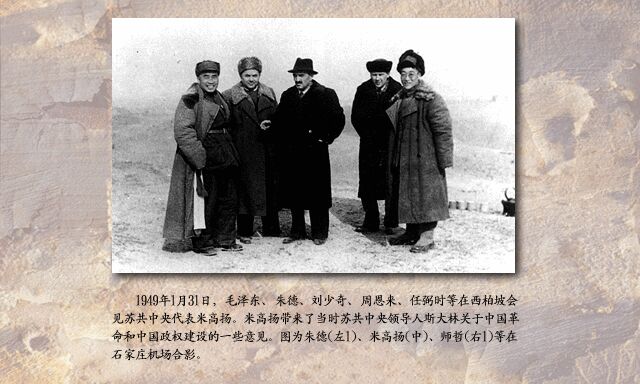 1949年1月31日，毛泽东、朱德、刘少奇、周恩来、任弼时等在西柏坡会
见苏共中央代表米高扬。米高扬带来了当时苏共中央领导人斯大林关于中国革
命和中国政权建设的一些意见。图为朱德(左1)、米高扬(中)、师哲(右1)等在
石家庄机场合影。